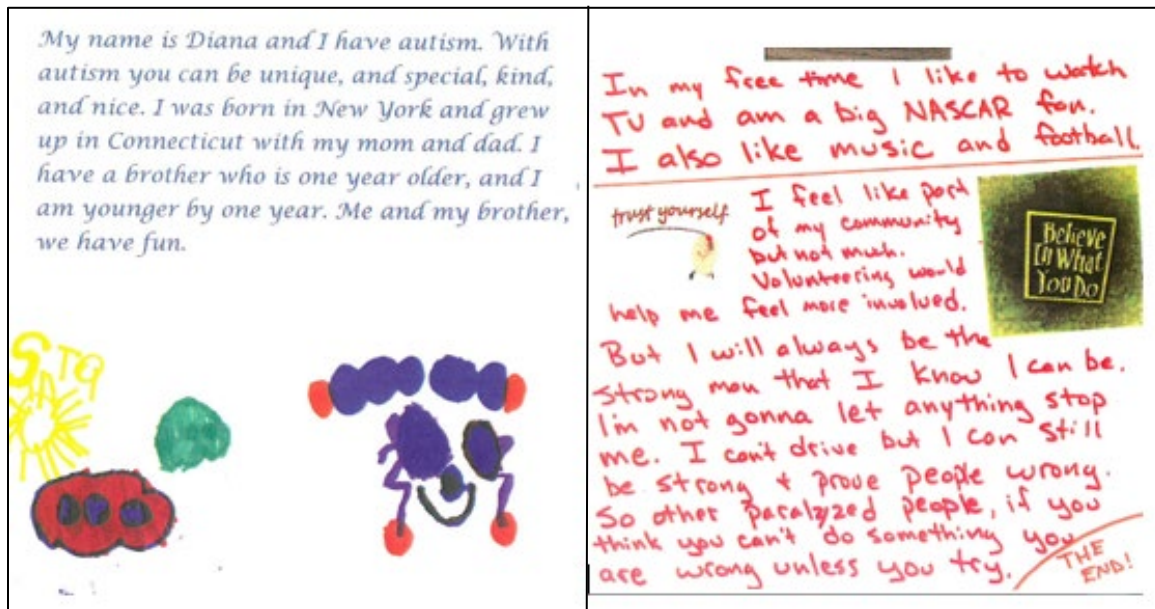 My name is Diana and I have autism. With
autism you can be unique, and special, kind,
and nice. I was born in New York and grew
up in Connecticut with my mom and dad. I
have a brother who is one year older, and I
am younger by one year. Me and my brother,
we have fun.
In my free time I like to watch
TV and am a big NASCAR fan.
I also like music and football.
trust yourself
I feel like part
of my community
but not much.
Volunteering would
help me feel more involved.
Believe
In What
You Do
But I will always be the
strong man that I know I can be.
I'm not gonna let anything stop
me. I can't drive but I can still
be strong & prove people wrong.
So other paralyzed people, if you
think you can't do something you
are wrong unless you try.
THE
END!